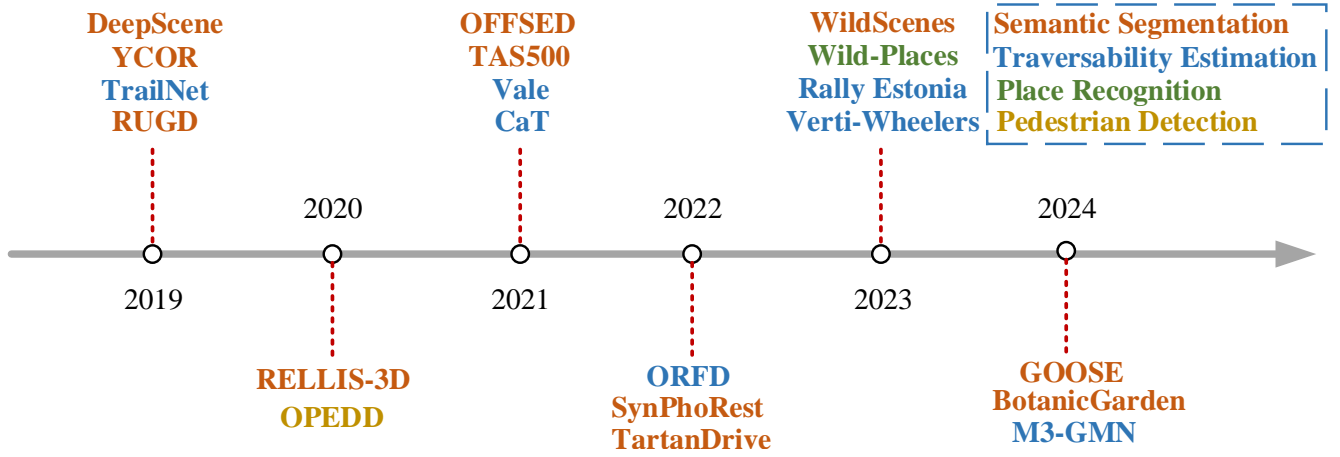 DeepScene
YCOR
TrailNet
RUGD
OFFSED
TAS500
Vale
CaT
WildScenes
Wild-Places
Rally Estonia
Verti-Wheelers
Semantic Segmentation
Traversability Estimation
Place Recognition
Pedestrian Detection
2020
2022
2024
2019
2021
2023
RELLIS-3D
OPEDD
ORFD
SynPhoRest
TartanDrive
GOOSE
BotanicGarden
M3-GMN